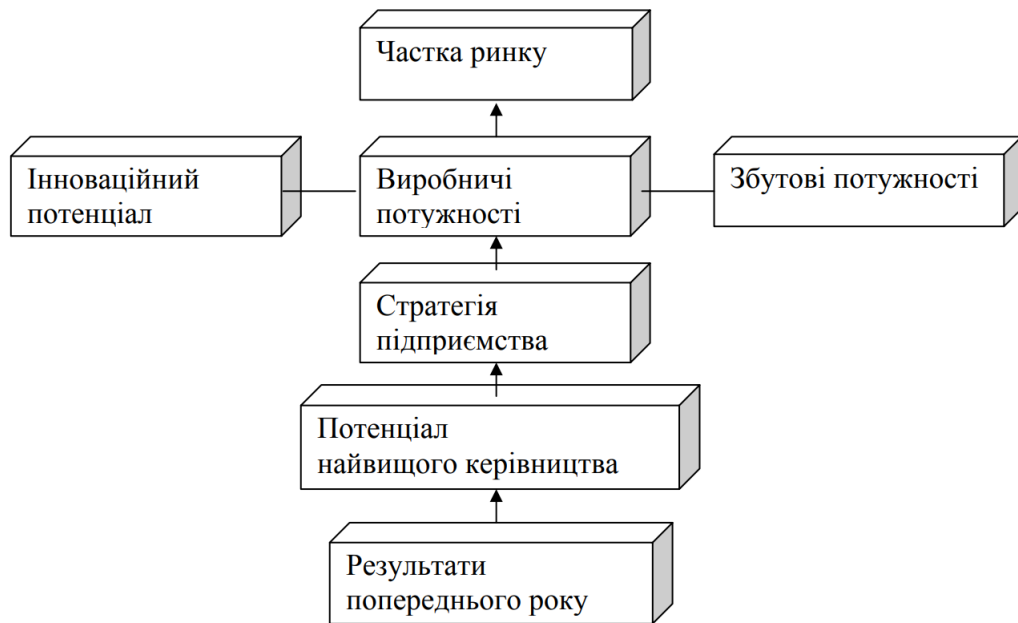 Частка ринку
Інноваційний
потенціал
Виробничі
потужності
Збутові потужності
Стратегія
підприємства
Потенціал
найвищого керівництва
Результати
попереднього року